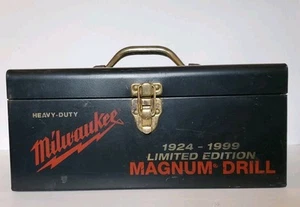 HEAVY-DUTY
Milwaukee
1924 - 1999
LIMITED EDITION
MAGNUM DRILL